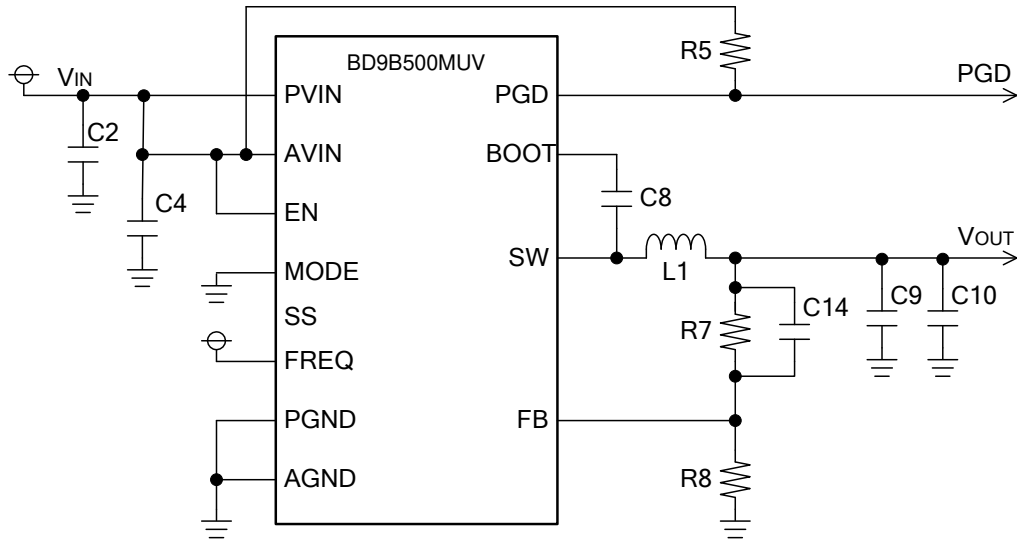 BD9B500MUV
R5
VIN
PVIN
PGD
PGD
C2
AVIN
BOOT
C4
C8
EN
VOUT
SW
MODE
L1
C9
C10
C14
SS
R7
FREQ
PGND
FB
AGND
R8